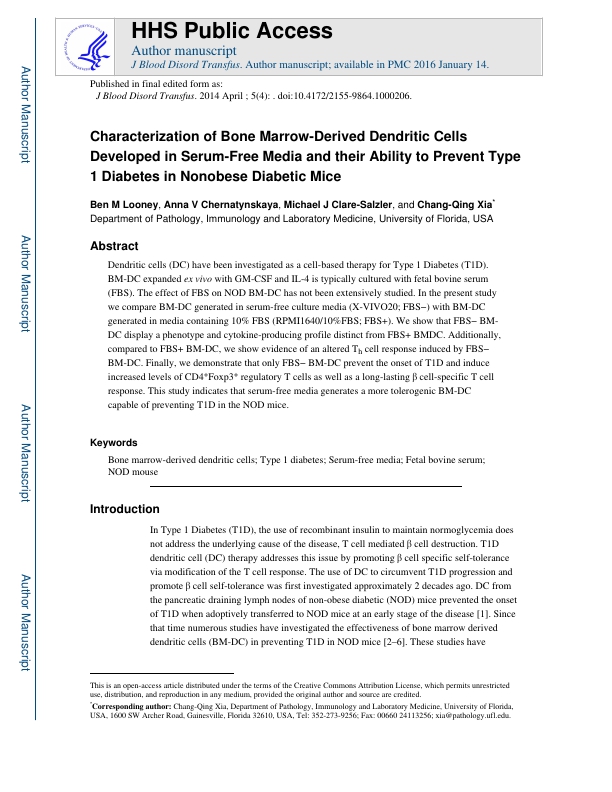 HHS Public Access
Author manuscript
J Blood Disord Transfus. Author manuscript; available in PMC 2016 January 14.
Published in final edited form as:
J Blood Disord Transfus. 2014 April ; 5(4): . doi:10.4172/2155-9864.1000206.
Characterization of Bone Marrow-Derived Dendritic Cells
Developed in Serum-Free Media and their Ability to Prevent Type
1 Diabetes in Nonobese Diabetic Mice
Ben M Looney, Anna V Chernatynskaya, Michael J Clare-Salzler, and Chang-Qing Xia*
Department of Pathology, Immunology and Laboratory Medicine, University of Florida, USA
Abstract
Dendritic cells (DC) have been investigated as a cell-based therapy for Type 1 Diabetes (T1D).
BM-DC expanded ex vivo with GM-CSF and IL-4 is typically cultured with fetal bovine serum
(FBS). The effect of FBS on NOD BM-DC has not been extensively studied. In the present study
we compare BM-DC generated in serum-free culture media (X-VIVO20; FBS−) with BM-DC
generated in media containing 10% FBS (RPMI1640/10%FBS; FBS+). We show that FBS− BM-
DC display a phenotype and cytokine-producing profile distinct from FBS+ BMDC. Additionally,
compared to FBS+ BM-DC, we show evidence of an altered Th cell response induced by FBS−
BM-DC. Finally, we demonstrate that only FBS− BM-DC prevent the onset of T1D and induce
increased levels of CD4+Foxp3+ regulatory T cells as well as a long-lasting β cell-specific T cell
response. This study indicates that serum-free media generates a more tolerogenic BM-DC
capable of preventing T1D in the NOD mice.
Keywords
Bone marrow-derived dendritic cells; Type 1 diabetes; Serum-free media; Fetal bovine serum;
NOD mouse
Introduction
In Type 1 Diabetes (T1D), the use of recombinant insulin to maintain normoglycemia does
not address the underlying cause of the disease, T cell mediated β cell destruction. T1D
dendritic cell (DC) therapy addresses this issue by promoting β cell specific self-tolerance
via modification of the T cell response. The use of DC to circumvent T1D progression and
promote β cell self-tolerance was first investigated approximately 2 decades ago. DC from
the pancreatic draining lymph nodes of non-obese diabetic (NOD) mice prevented the onset
of T1D when adoptively transferred to NOD mice at an early stage of the disease [1]. Since
that time numerous studies have investigated the effectiveness of bone marrow derived
dendritic cells (BM-DC) in preventing T1D in NOD mice [2–6]. These studies have
This is an open-access article distributed under the terms of the Creative Commons Attribution License, which permits unrestricted
use, distribution, and reproduction in any medium, provided the original author and source are credited.
*Corresponding author: Chang-Qing Xia, Department of Pathology, Immunology and Laboratory Medicine, University of Florida,
USA, 1600 SW Archer Road, Gainesville, Florida 32610, USA, Tel: 352-273-9256; Fax: 00660 24113256; xia@pathology.ufl.edu.
Author Manuscript
Author Manuscript
Author Manuscript
Author Manuscript